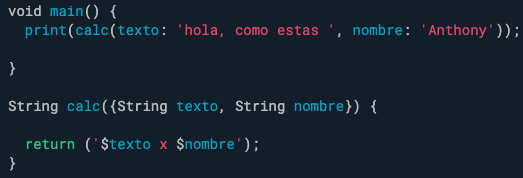 void main() {
  print(calc(texto: 'hola, como estas ', nombre: 'Anthony'));
}
String calc({String texto, String nombre}) {
  return ('$texto x $nombre');
}